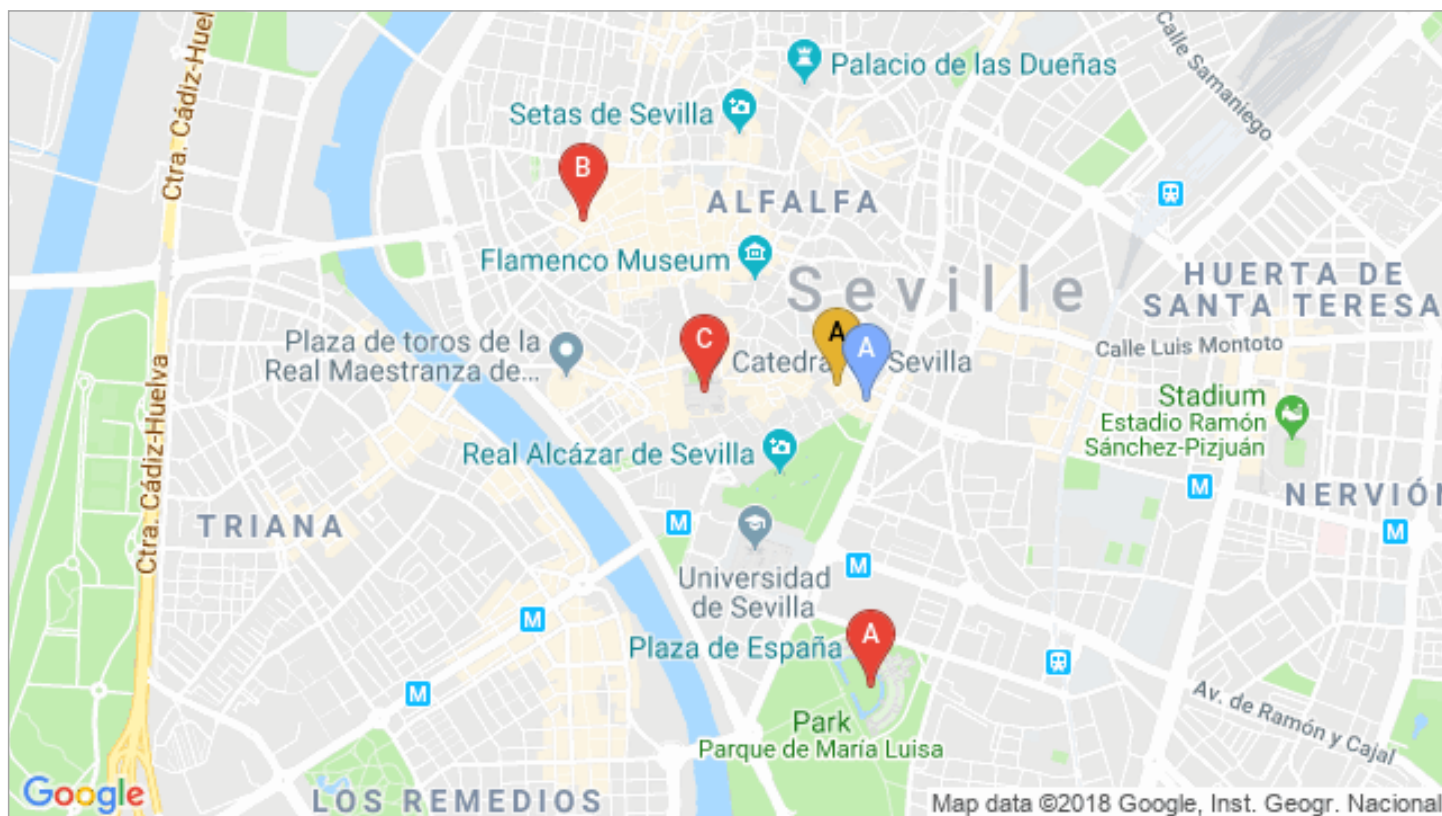 Calle Samaniego
Ctra. Cádiz-Huelva
Palacio de las Dueñas
Setas de Sevilla
B
ALFALFA
Flamenco Museum
Seville
HUERTA DE
SANTA TERESA
Plaza de toros de la
Real Maestranza de...
C
A
A
Catedra
Sevilla
Calle Luis Montoto
Stadium
Estadio Ramón
Sánchez-Pizjuán
Real Alcázar de Sevilla
Ctra. Cádiz-Huelva
TRIANA
M
M
NERVIÓN
M
Universidad
de Sevilla
M
M
A
Plaza de España
M
Park
Parque de María Luisa
Av. de Ramón y Cajal
Google
LOS REMEDIOS
Map data ©2018 Google, Inst. Geogr. Nacional